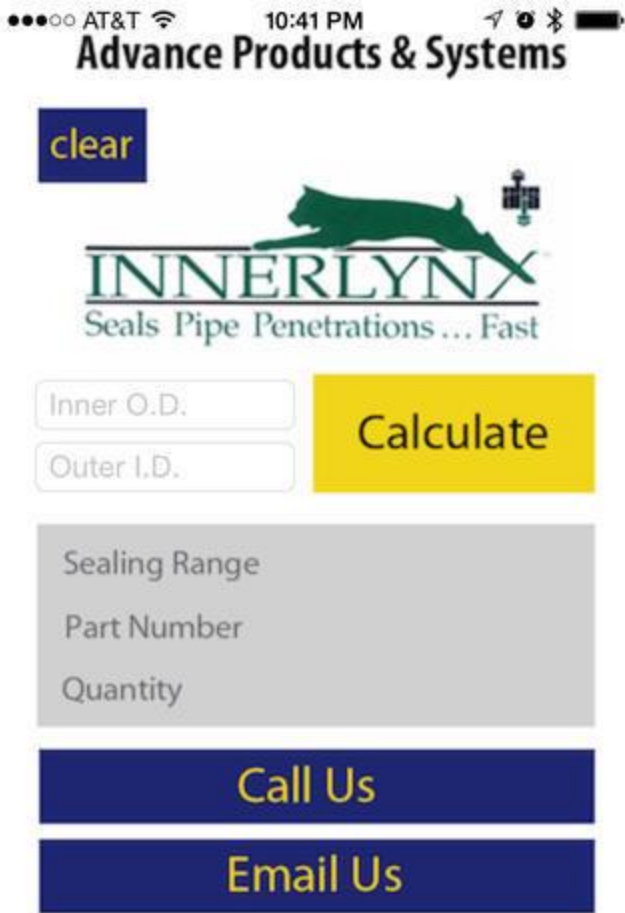 AT&T 10:41 PM
Advance Products & Systems
clear
aps
INNERLYNX
Seals Pipe Penetrations... Fast
Inner O.D.
Calculate
Outer I.D.
Sealing Range
Part Number
Quantity
Call Us
Email Us